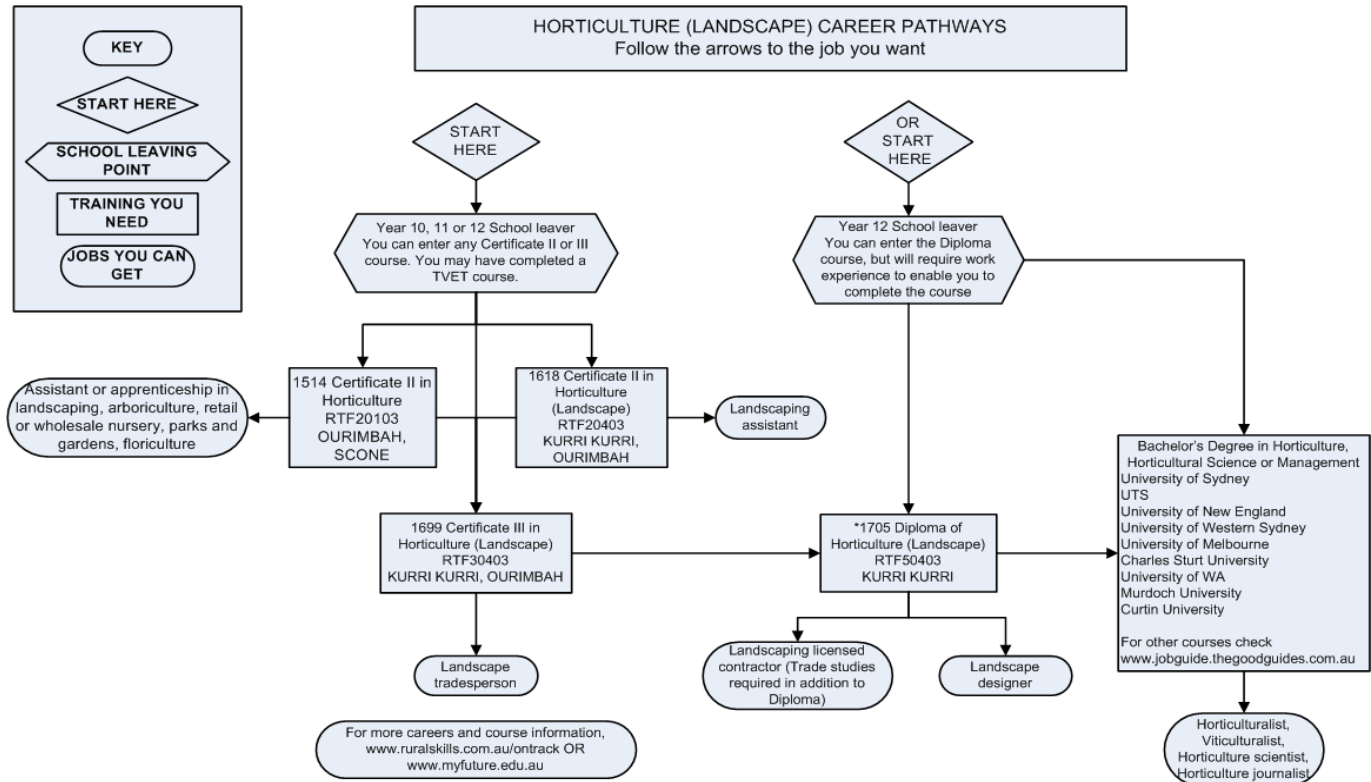 KEY
START HERE
SCHOOL LEAVING
POINT
TRAINING YOU
NEED
JOBS YOU CAN
GET
HORTICULTURE (LANDSCAPE) CAREER PATHWAYS
Follow the arrows to the job you want
START
HERE
OR
START
HERE
Year 10, 11 or 12 School leaver
You can enter any Certificate II or III
course. You may have completed a
TVET course.
Year 12 School leaver
You can enter the Diploma
course, but will require work
experience to enable you to
complete the course
Assistant or apprenticeship in
landscaping, arboriculture, retail
or wholesale nursery, parks and
gardens, floriculture
1514 Certificate II in
Horticulture
RTF20103
OURIMBAH,
SCONE
1618 Certificate II in
Horticulture
(Landscape)
RTF20403
KURRI KURRI,
OURIMBAH
Landscaping
assistant
1699 Certificate III in
Horticulture (Landscape)
RTF30403
KURRI KURRI, OURIMBAH
*1705 Diploma of
Horticulture (Landscape)
RTF50403
KURRI KURRI
Bachelor's Degree in Horticulture,
Horticultural Science or Management
University of Sydney
UTS
University of New England
University of Western Sydney
University of Melbourne
Charles Sturt University
University of WA
Murdoch University
Curtin University
For other courses check
www.jobguide.thegoodguides.com.au
Landscape
tradesperson
Landscaping licensed
contractor (Trade studies
required in addition to
Diploma)
Landscape
designer
Horticulturalist,
Viticulturalist,
Horticulture scientist,
Horticulture journalist
For more careers and course information,
www.ruralskills.com.au/ontrack OR
www.myfuture.edu.au